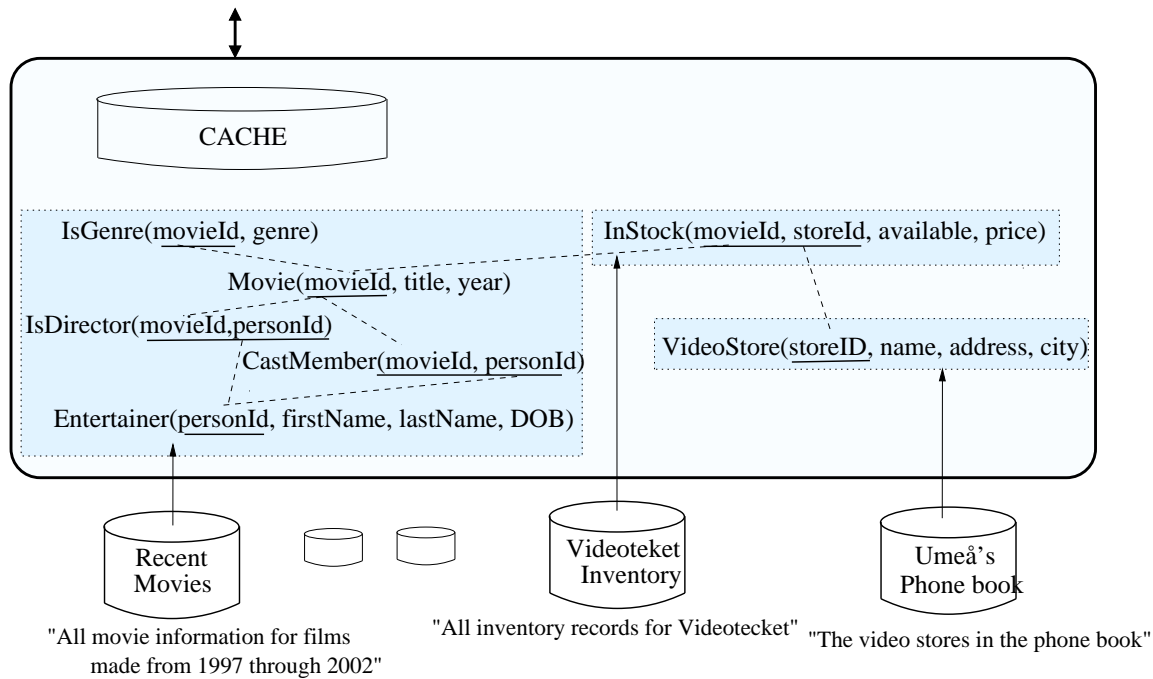 CACHE
IsGenre(movieId, genre)
InStock(movieId, storeId, available, price)
Movie(movieId, title, year)
IsDirector(movieId,personId)
VideoStore(storeID, name, address, city)
CastMember(movieId, personId)
Entertainer(personId, firstName, lastName, DOB)
Recent
Movies
Videoteket
Inventory
Umeå's
Phone book
"All movie information for films
made from 1997 through 2002"
"All inventory records for Videotecket"
"The video stores in the phone book"